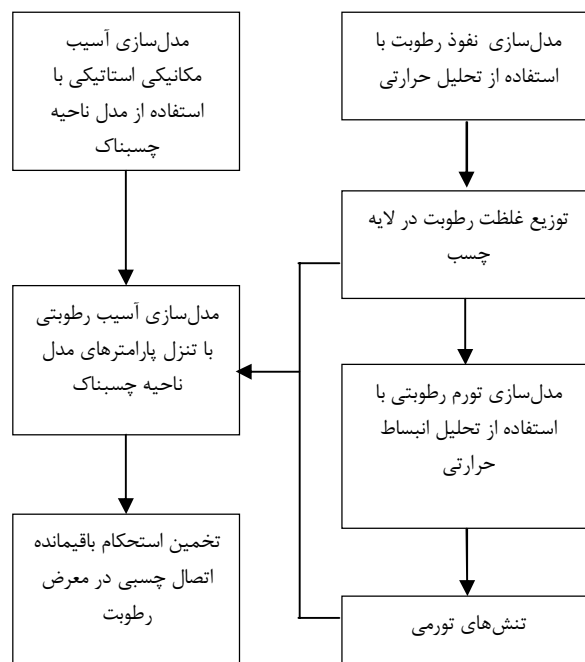 مدل‌سازی نفوذ رطوبت با
استفاده از تحلیل حرارتی
توزیع غلظت رطوبت در لایه
چسب
مدل‌سازی تورم رطوبتی با
استفاده از تحلیل انبساط
حرارتی
تنش‌های تورمی
مدل‌سازی آسیب
مکانیکی استاتیکی با
استفاده از مدل ناحیه
چسبناک
مدل‌سازی آسیب رطوبتی
با تنزل پارامترهای مدل
ناحیه چسبناک
تخمین استحکام باقیمانده
اتصال چسبی در معرض
رطوبت